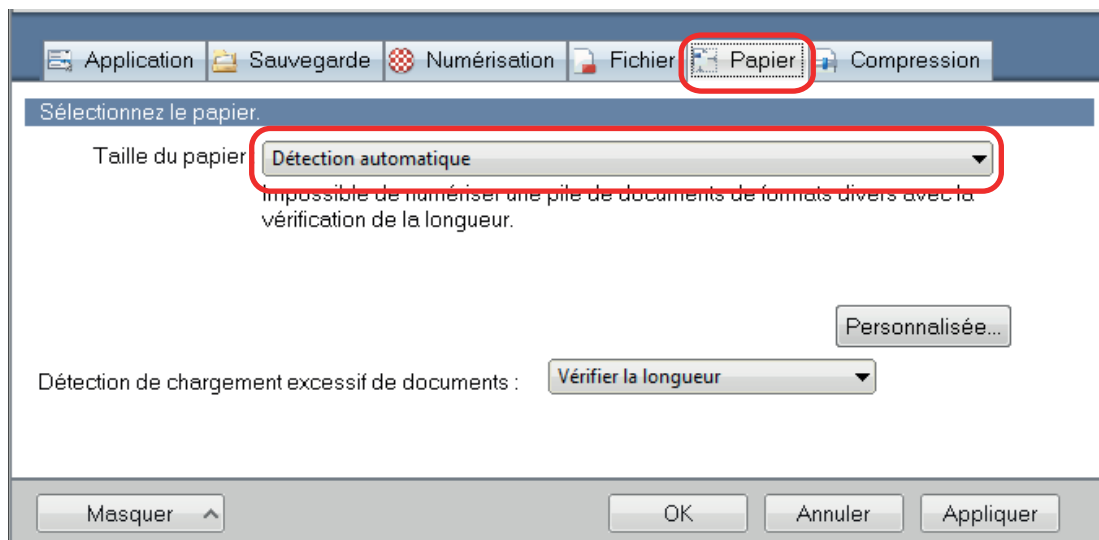 Application Sauvegarde Numérisation Fichier Papier Compression
Sélectionnez le papier.
Taille du papier Détection automatique
Impossible de numériser une pile de documents de formats divers avec la
vérification de la longueur.
Personnalisée...
Détection de chargement excessif de documents : Vérifier la longueur
Masquer OK Annuler Appliquer